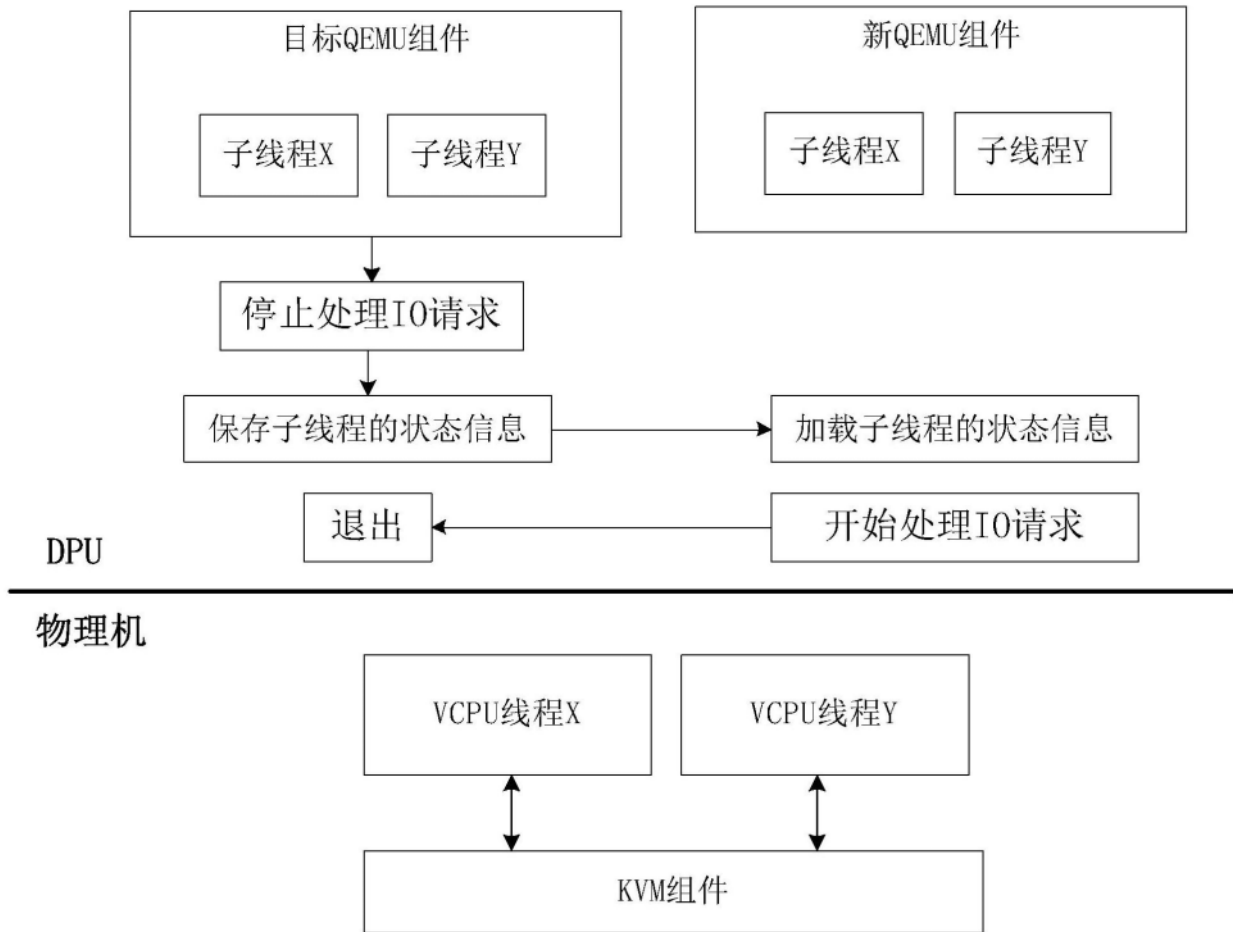 目标QEMU组件
新QEMU组件
子线程X
子线程Y
子线程X
子线程Y
停止处理IO请求
保存子线程的状态信息
加载子线程的状态信息
退出
开始处理IO请求
DPU
物理机
VCPU线程X
VCPU线程Y
KVM组件